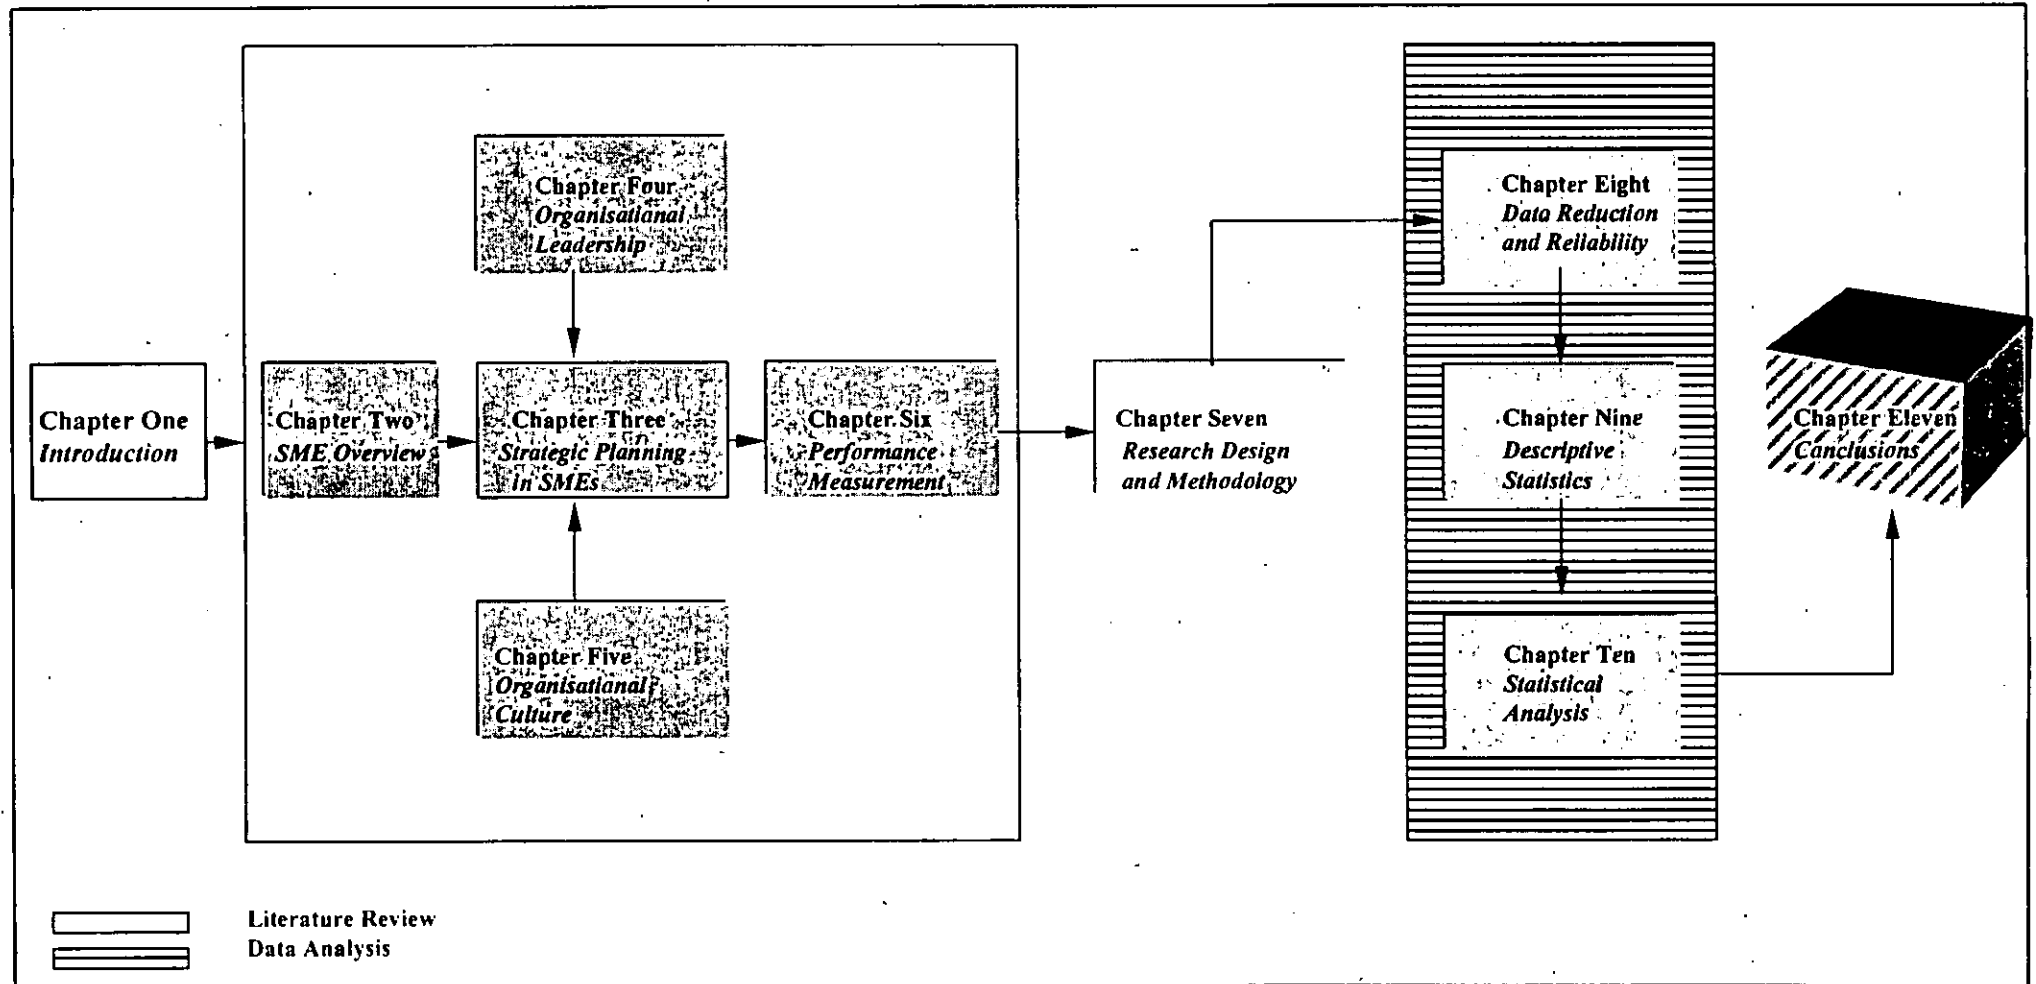 Chapter One
Introduction
Chapter Two
SME Overview
Chapter Three
Strategic Planning
in SMEs
Chapter Four
Organisational
Leadership
Chapter Five
Organisational
Culture
Chapter Six
Performance
Measurement
Chapter Seven
Research Design
and Methodology
Chapter Eight
Data Reduction
and Reliability
Chapter Nine
Descriptive
Statistics
Chapter Ten
Statistical
Analysis
Chapter Eleven
Conclusions
Literature Review
Data Analysis